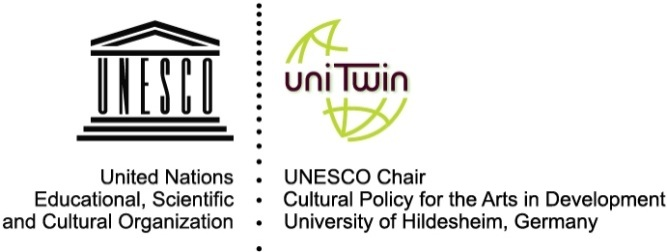 UNESCO
United Nations
Educational, Scientific
and Cultural Organization
uniTwin
UNESCO Chair
Cultural Policy for the Arts in Development
University of Hildesheim, Germany